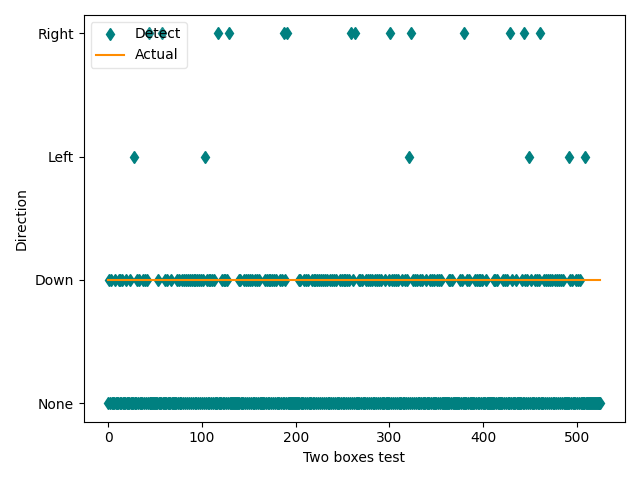 Right
Left
Down
None
Direction
Detect
Actual
0 100 200 300 400 500
Two boxes test